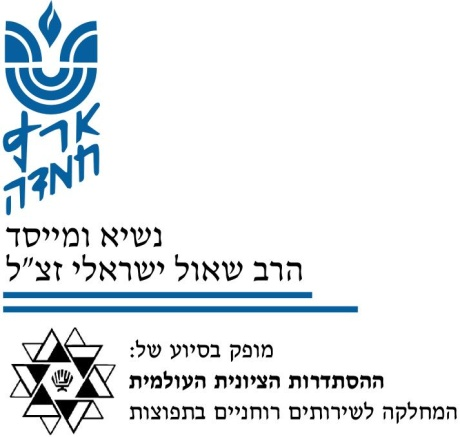 ארץ
חמדה
נשיא ומייסד
הרב שאול ישראלי זצ"ל
מופק בסיוע של:
ההסתדרות הציונית העולמית
המחלקה לשירותים רוחניים בתפוצות